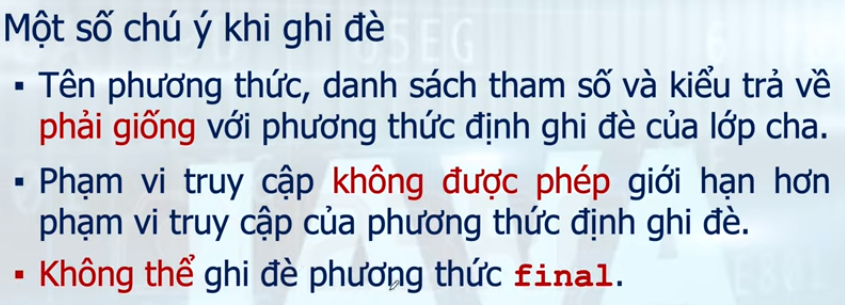 Một số chú ý khi ghi đè
▪ Tên phương thức, danh sách tham số và kiểu trả về
phải giống với phương thức định ghi đè của lớp cha.
▪ Phạm vi truy cập không được phép giới hạn hơn
phạm vi truy cập của phương thức định ghi đè.
▪ Không thể ghi đè phương thức final.